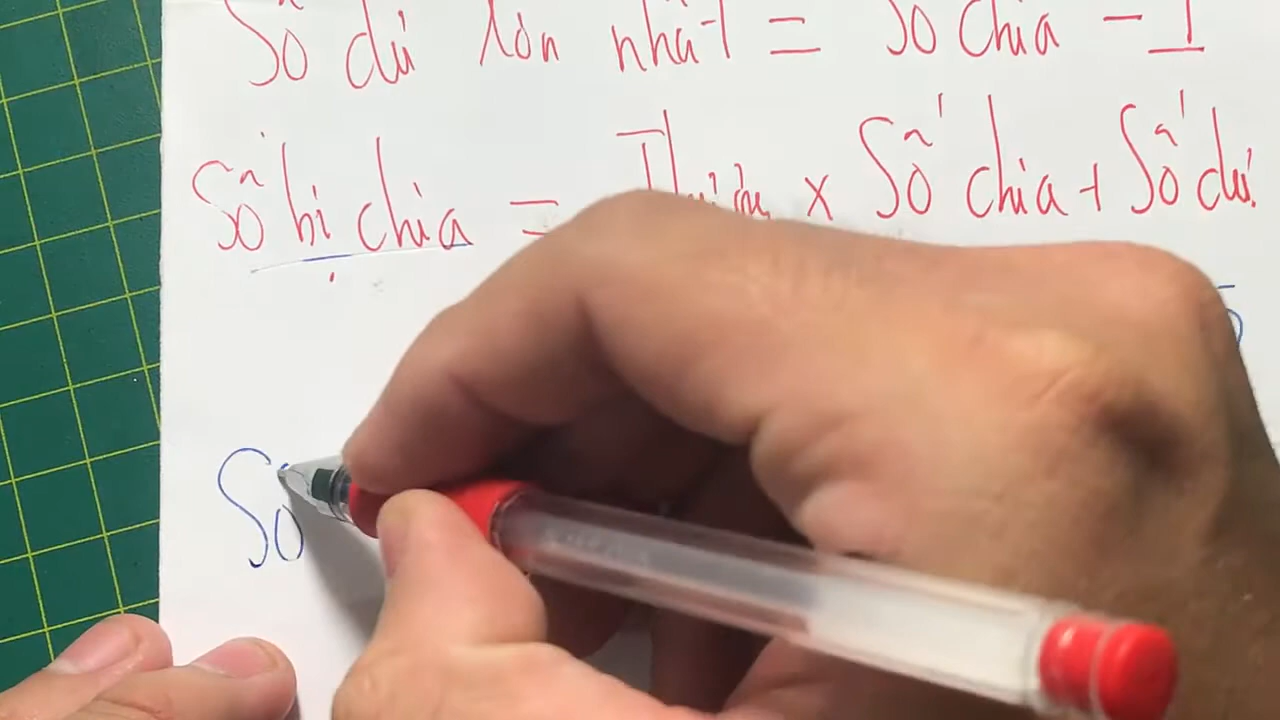 Số dư lớn nhất = Số chia - 1
Số bị chia = x Số chia + Số dư
Số